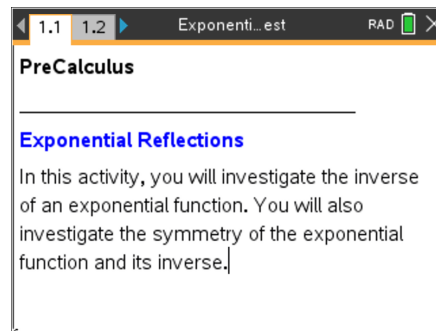 1.1 1.2 Exponenti...est RAD
PreCalculus
Exponential Reflections
In this activity, you will investigate the inverse
of an exponential function. You will also
investigate the symmetry of the exponential
function and its inverse.